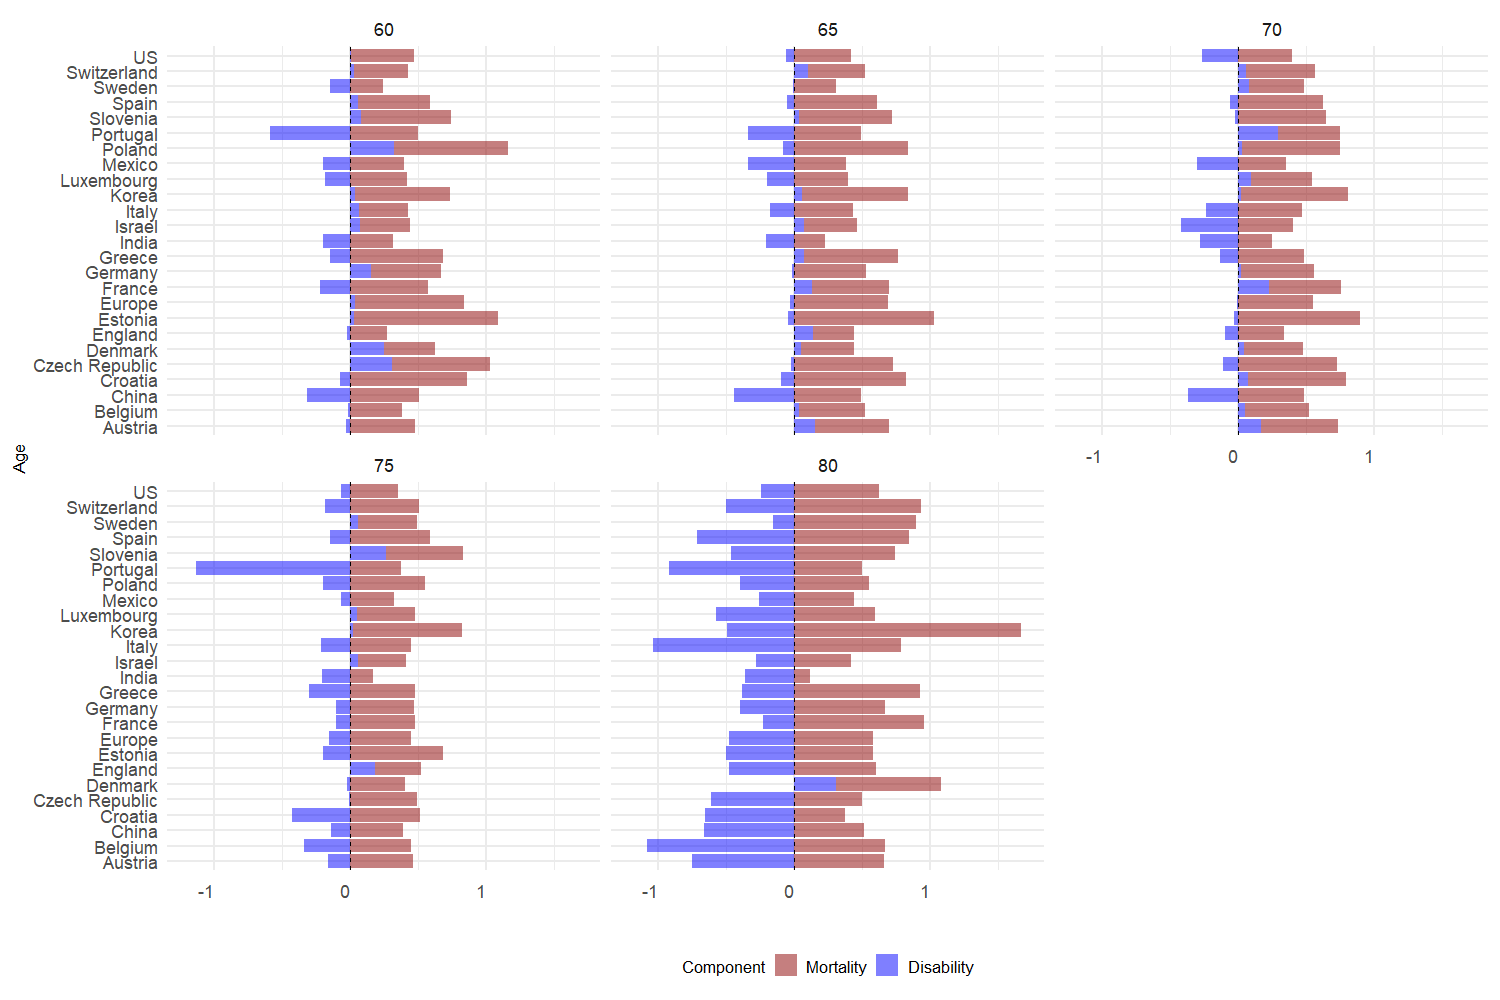 60 65 70
US
Switzerland
Sweden
Spain
Slovenia
Portugal
Poland
Mexico
Luxembourg
Korea
Italy
Israel
India
Greece
Germany
France
Europe
Estonia
England
Denmark
Czech Republic
Croatia
China
Belgium
Austria
-1 0 1
Age
75 80
US
Switzerland
Sweden
Spain
Slovenia
Portugal
Poland
Mexico
Luxembourg
Korea
Italy
Israel
India
Greece
Germany
France
Europe
Estonia
England
Denmark
Czech Republic
Croatia
China
Belgium
Austria
-1 0 1 -1 0 1
Component Mortality Disability